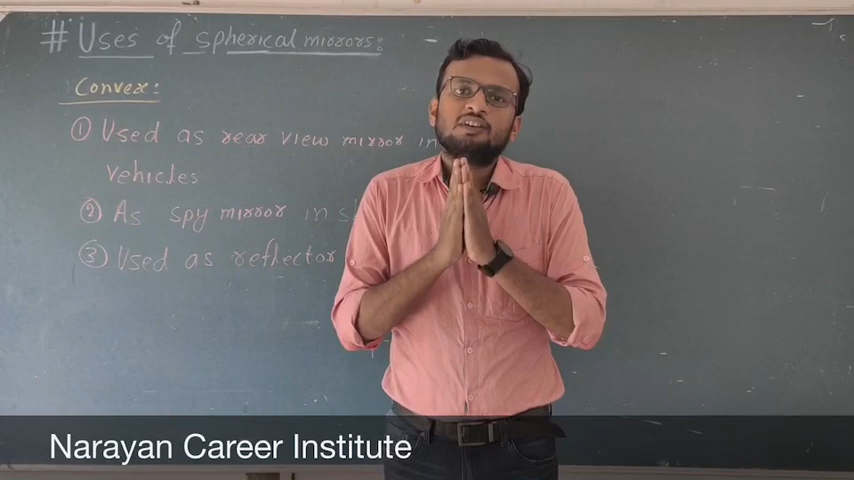 # Uses of spherical mirrors:
Convex:
① Used as rear view mirror in
vehicles
② As spy mirror in
③ Used as reflector
Narayan Career Institute